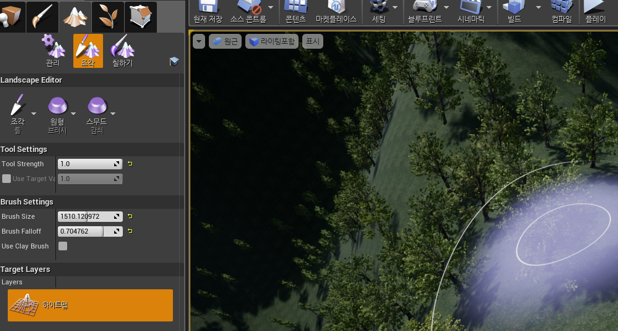 현재 저장 소스 콘트롤 콘텐츠 마켓플레이스 세팅 블루프린트 시네마틱 빌드 컴파일 플레이
관리 조각 칠하기
원근 라이팅포함 표시
Landscape Editor
조각 원형 스무드
툴 브러시 감쇠
Tool Settings
Tool Strength 1.0
Use Target Va 1.0
Brush Settings
Brush Size 1510.120972
Brush Falloff 0.704762
Use Clay Brush
Target Layers
Layers
하이트맵